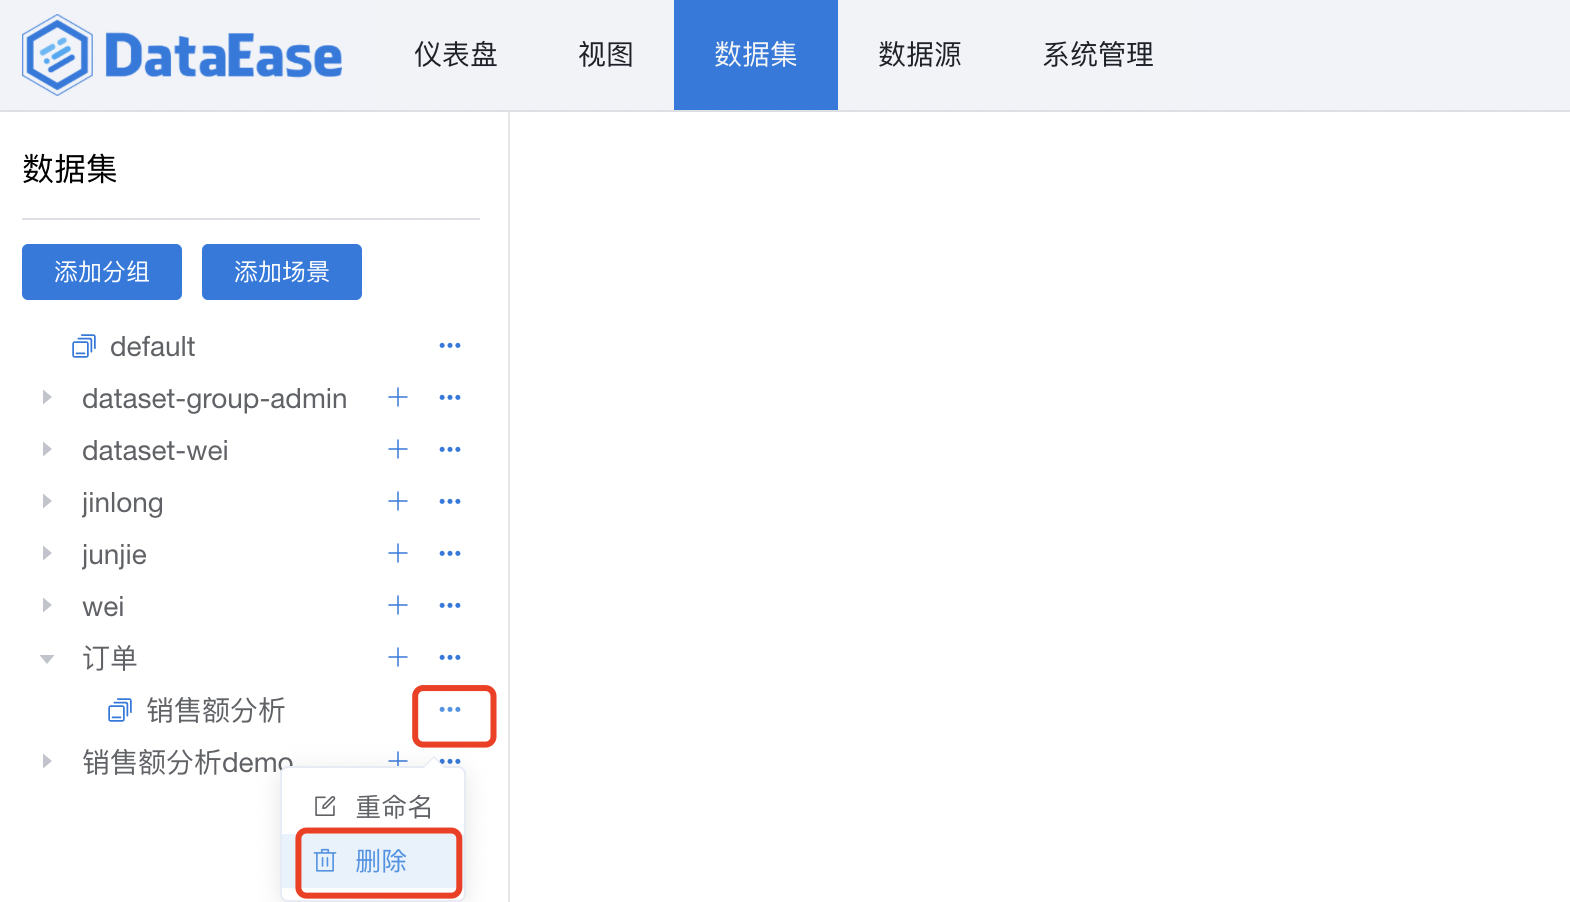 DataEase 仪表盘 视图 数据集 数据源 系统管理
数据集
添加分组 添加场景
default
dataset-group-admin
dataset-wei
jinlong
junjie
wei
订单
销售额分析
销售额分析demo
重命名
删除